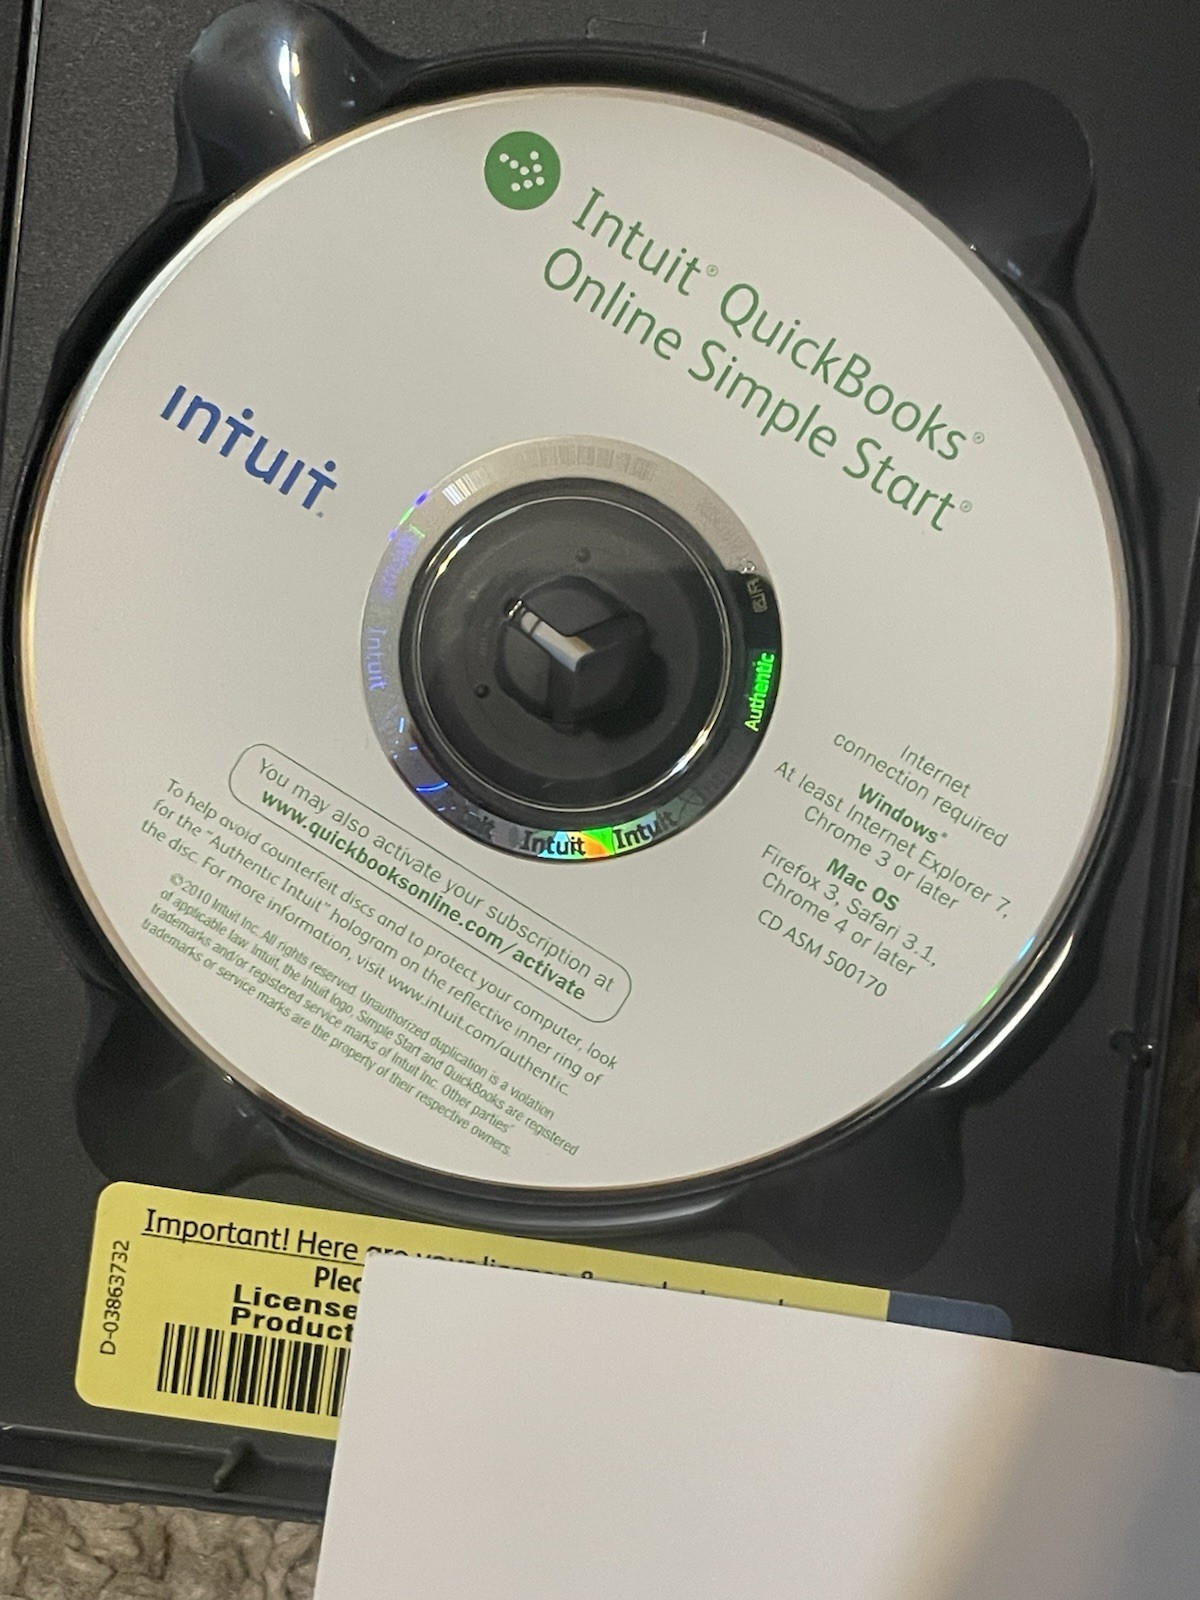 Intuit® QuickBooks®
Online Simple Start®
ıntuıt.
Authentic
Intuit
Intuit
Intuit
Internet
connection required
Windows®
At least Internet Explorer 7,
Chrome 3 or later
Mac OS
Firefox 3, Safari 3.1,
Chrome 4 or later
CD ASM 500170
You may also activate your subscription at
www.quickbooksonline.com/activate
To help avoid counterfeit discs and to protect your computer, look
for the "Authentic Intuit" hologram on the reflective inner ring of
the disc. For more information, visit www.intuit.com/authentic.
©2010 Intuit Inc. All rights reserved. Unauthorized duplication is a violation
of applicable law. Intuit, the Intuit logo, Simple Start and QuickBooks are registered
trademarks and/or registered service marks of Intuit Inc. Other parties'
trademarks or service marks are the property of their respective owners.
Important! Here are your
License
Product
D-03863732